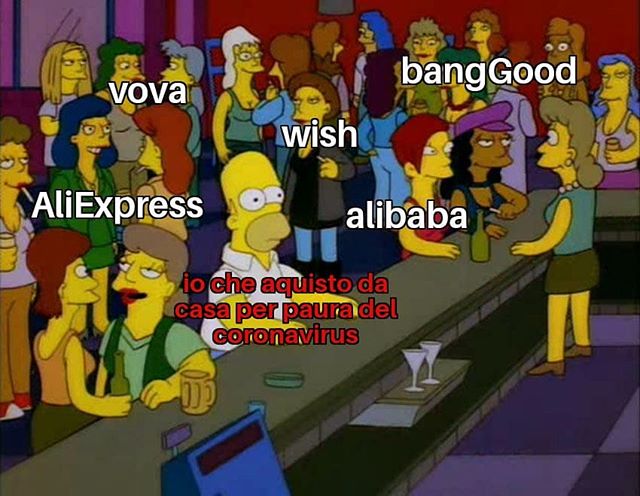 bangGood
vova
wish
AliExpress
alibaba
io che aquisto da
casa per paura del
coronavirus